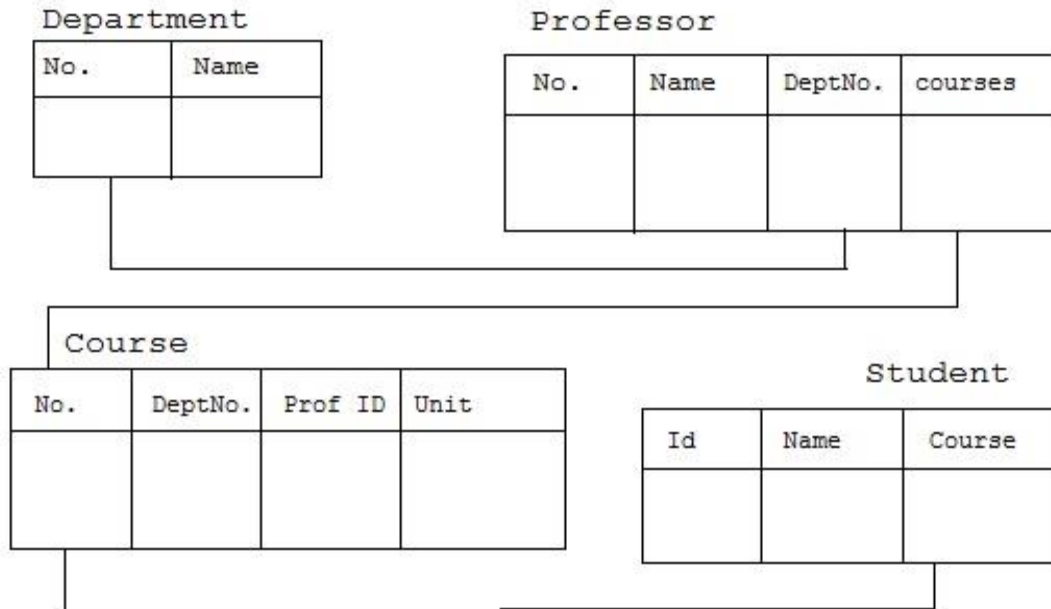 Department
No. Name
Professor
No. Name DeptNo. courses
Course
No. DeptNo. Prof ID Unit
Student
Id Name Course